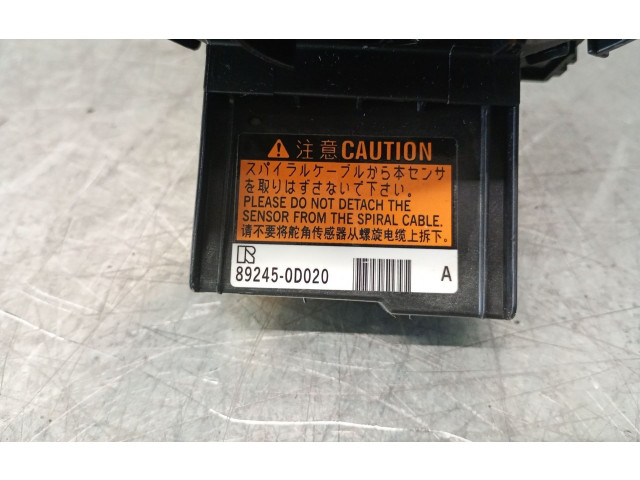 注意 CAUTION
スパイラルケーブルから本センサ
を取りはずさないで下さい。
PLEASE DO NOT DETACH THE
SENSOR FROM THE SPIRAL CABLE.
请不要将舵角传感器从螺旋电缆上拆下。
R
89245-0D020 A